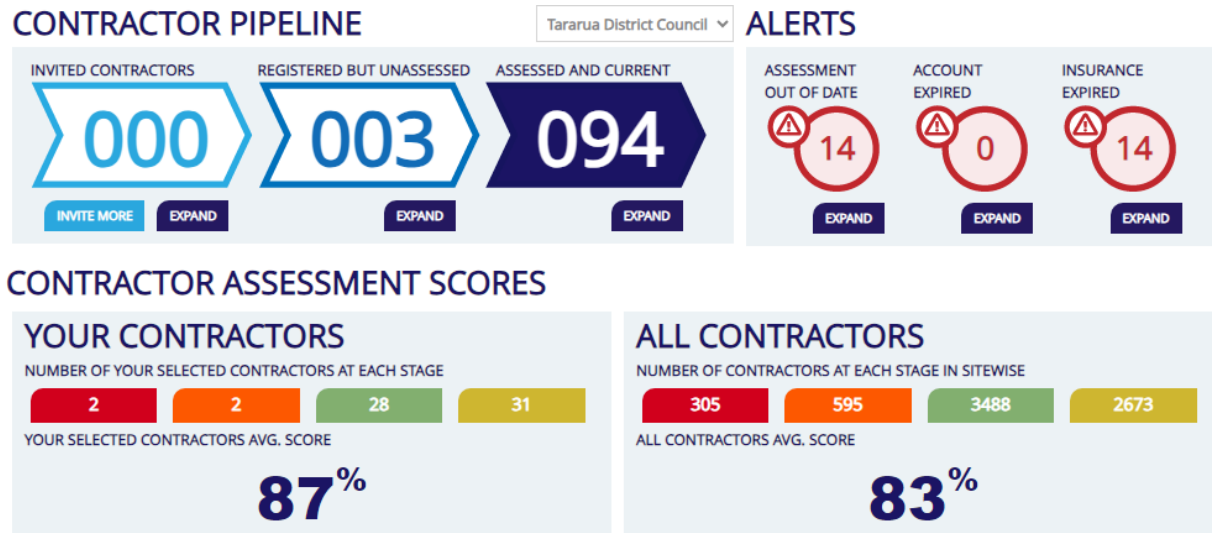 CONTRACTOR PIPELINE
Tararua District Council
INVITED CONTRACTORS
REGISTERED BUT UNASSESSED
ASSESSED AND CURRENT
000
003
094
INVITE MORE
EXPAND
EXPAND
EXPAND
ALERTS
ASSESSMENT
OUT OF DATE
ACCOUNT
EXPIRED
INSURANCE
EXPIRED
14
0
14
EXPAND
EXPAND
EXPAND
CONTRACTOR ASSESSMENT SCORES
YOUR CONTRACTORS
NUMBER OF YOUR SELECTED CONTRACTORS AT EACH STAGE
2
2
28
31
YOUR SELECTED CONTRACTORS AVG. SCORE
87%
ALL CONTRACTORS
NUMBER OF CONTRACTORS AT EACH STAGE IN SITEWISE
305
595
3488
2673
ALL CONTRACTORS AVG. SCORE
83%